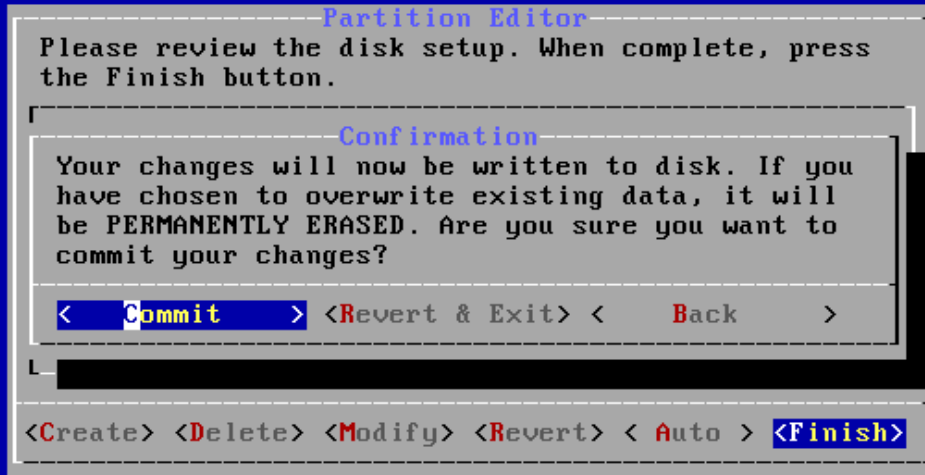 Partition Editor
Please review the disk setup. When complete, press
the Finish button.
Confirmation
Your changes will now be written to disk. If you
have chosen to overwrite existing data, it will
be PERMANENTLY ERASED. Are you sure you want to
commit your changes?
< Commit > <Revert & Exit> < Back >
<Create> <Delete> <Modify> <Revert> < Auto > <Finish>